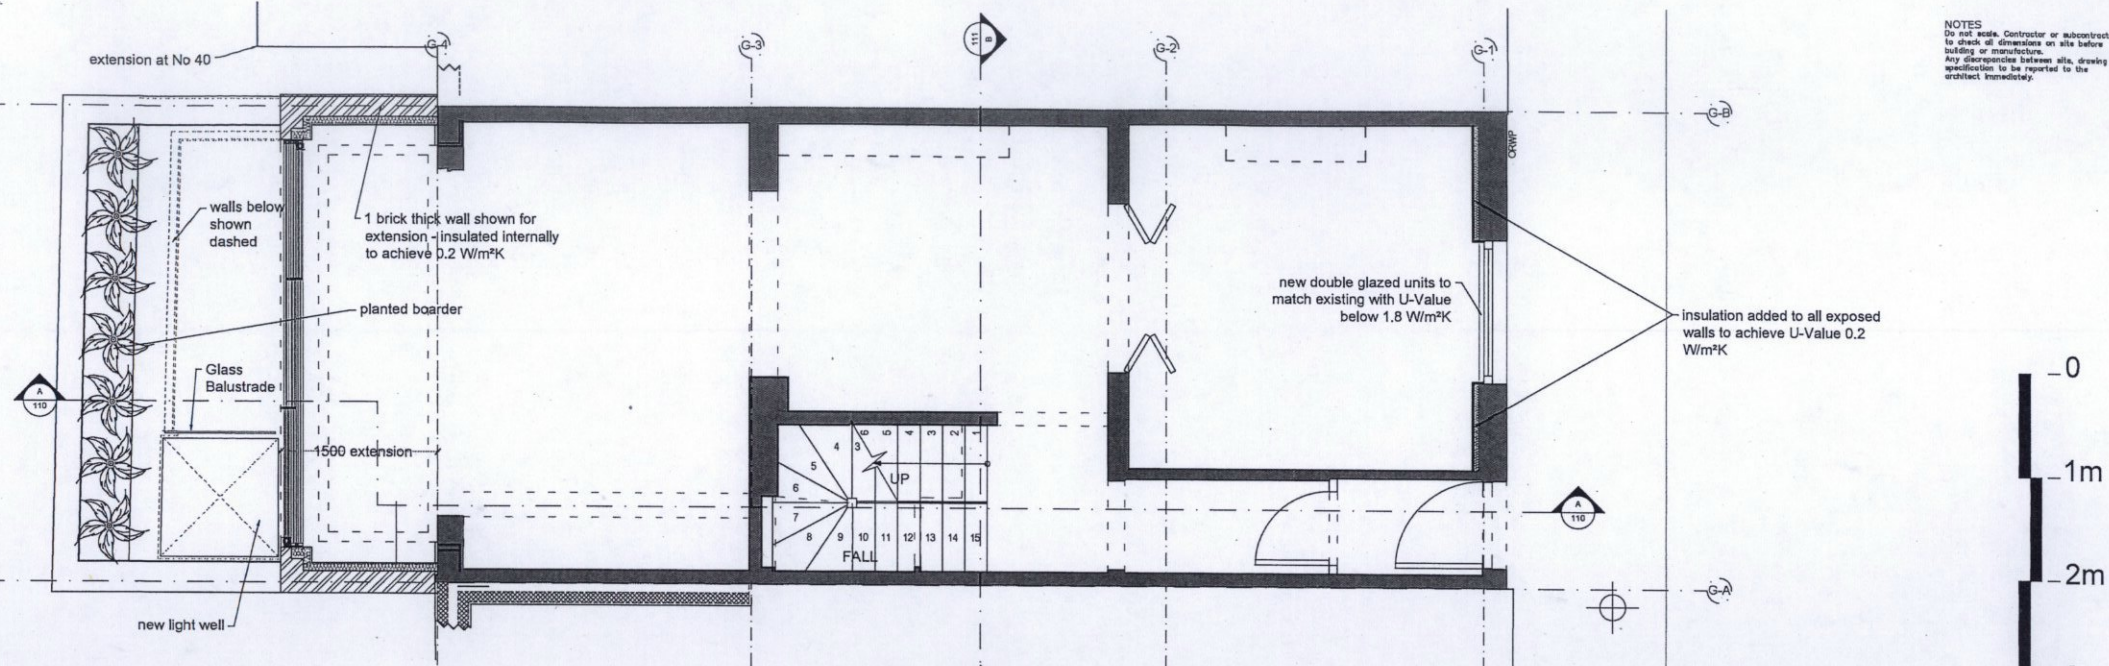 extension at No 40
G-4
G-3
111
B
G-2
G-1
NOTES
Do not scale. Contractor or subcontract
to check all dimensions on site before
building or manufacture.
Any discrepancies between site, drawing
specification to be reported to the
architect immediately.
G-B
ORWP
walls below
shown
dashed
1 brick thick wall shown for
extension - insulated internally
to achieve 0.2 W/m²K
planted boarder
new double glazed units to
match existing with U-Value
below 1.8 W/m²K
insulation added to all exposed
walls to achieve U-Value 0.2
W/m²K
Glass
Balustrade
A
110
0
1m
2m
1500 extension
6 5 4 3 2 1
4 3
5
UP
6
7
8 9 10 11 12 13 14 15
FALL
A
110
G-A
new light well